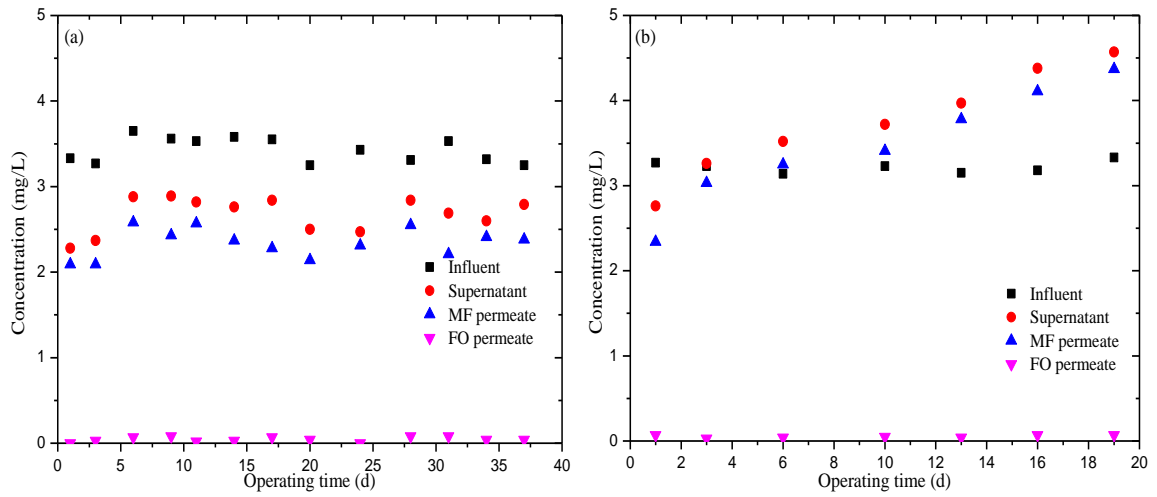 (a)
Concentration (mg/L)
5
4
3
2
1
0
Influent
Supernatant
MF permeate
FO permeate
0 5 10 15 20 25 30 35 40
Operating time (d)
(b)
Concentration (mg/L)
5
4
3
2
1
0
Influent
Supernatant
MF permeate
FO permeate
0 2 4 6 8 10 12 14 16 18 20
Operating time (d)